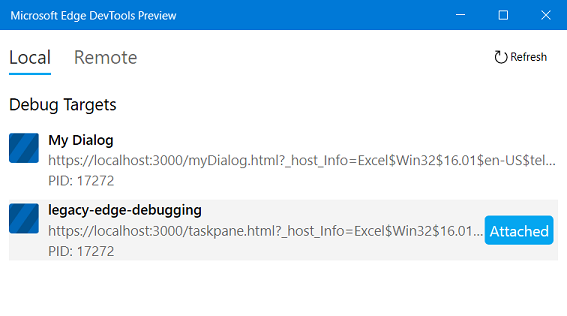 Microsoft Edge DevTools Preview
Local Remote Refresh
Debug Targets
My Dialog
https://localhost:3000/myDialog.html?_host_Info=Excel$Win32$16.01$en-US$tel...
PID: 17272
legacy-edge-debugging
https://localhost:3000/taskpane.html?_host_Info=Excel$Win32$16.01... Attached
PID: 17272